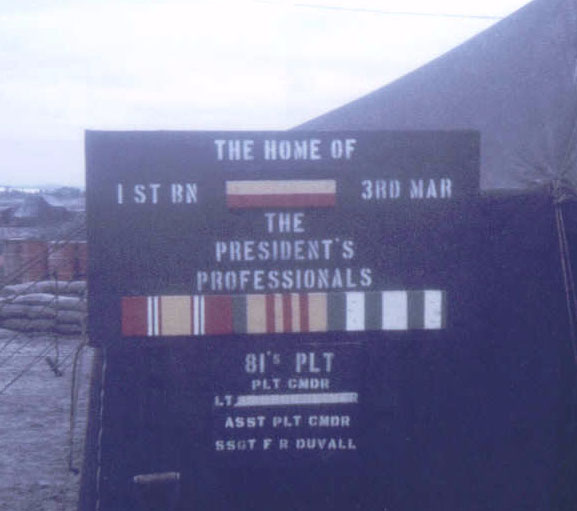 THE HOME OF
1 ST BN 3RD MAR
THE
PRESIDENT'S
PROFESSIONALS
81's PLT
PLT CMDR
LT
ASST PLT CMDR
SSGT F R DUVALL